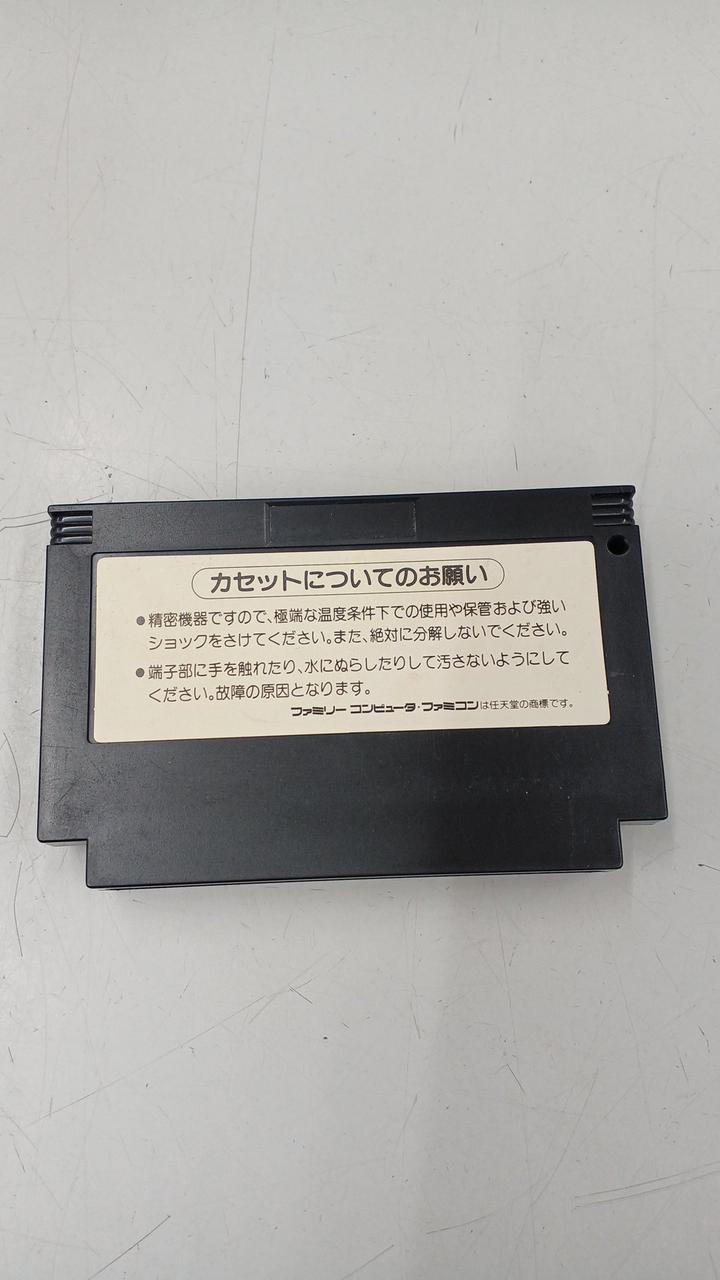 カセットについてのお願い
●精密機器ですので、極端な温度条件下での使用や保管および強い
ショックをさけてください。また、絶対に分解しないでください。
●端子部に手を触れたり、水にぬらしたりして汚さないようにして
ください。故障の原因となります。
ファミリー コンピュータ・ファミコンは任天堂の商標です。